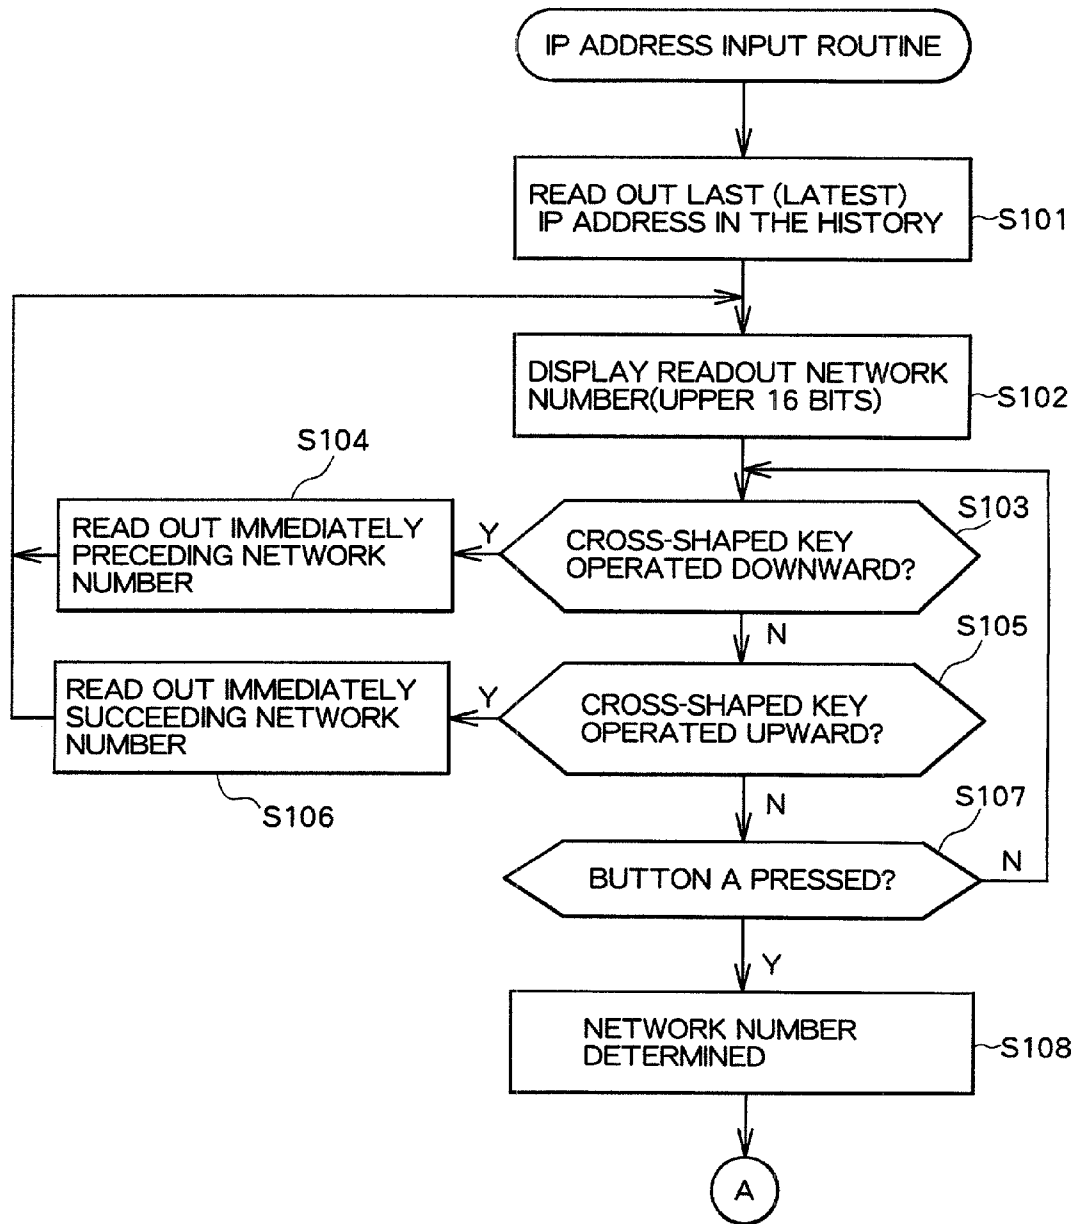 IP ADDRESS INPUT ROUTINE
READ OUT LAST (LATEST)
IP ADDRESS IN THE HISTORY
S101
DISPLAY READOUT NETWORK
NUMBER(UPPER 16 BITS)
S102
S104
READ OUT IMMEDIATELY
PRECEDING NETWORK
NUMBER
Y
CROSS-SHAPED KEY
OPERATED DOWNWARD?
S103
N
READ OUT IMMEDIATELY
SUCCEEDING NETWORK
NUMBER
S106
Y
CROSS-SHAPED KEY
OPERATED UPWARD?
S105
N
BUTTON A PRESSED?
S107
N
Y
NETWORK NUMBER
DETERMINED
S108
A